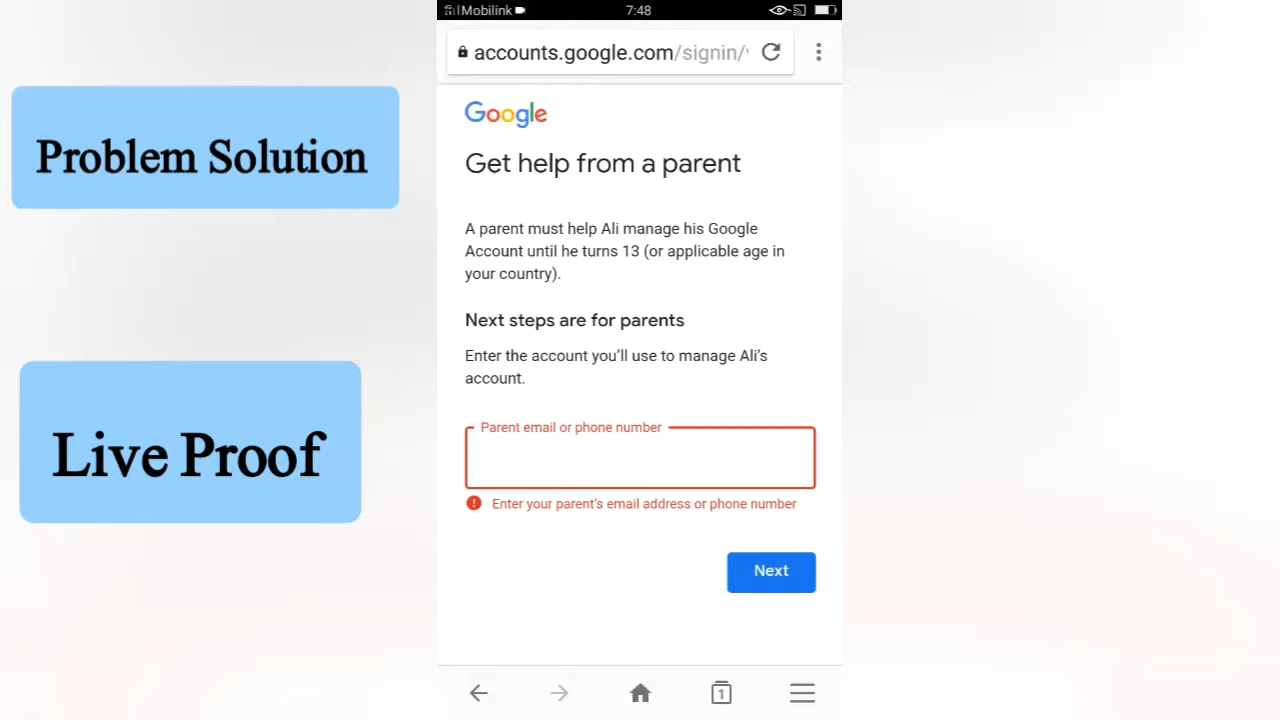 Mobilink
7:48
accounts.google.com/signin/
Problem Solution
Google
Get help from a parent
A parent must help Ali manage his Google
Account until he turns 13 (or applicable age in
your country).
Next steps are for parents
Enter the account you'll use to manage Ali's
account.
Live Proof
Parent email or phone number
Enter your parent's email address or phone number
Next
1